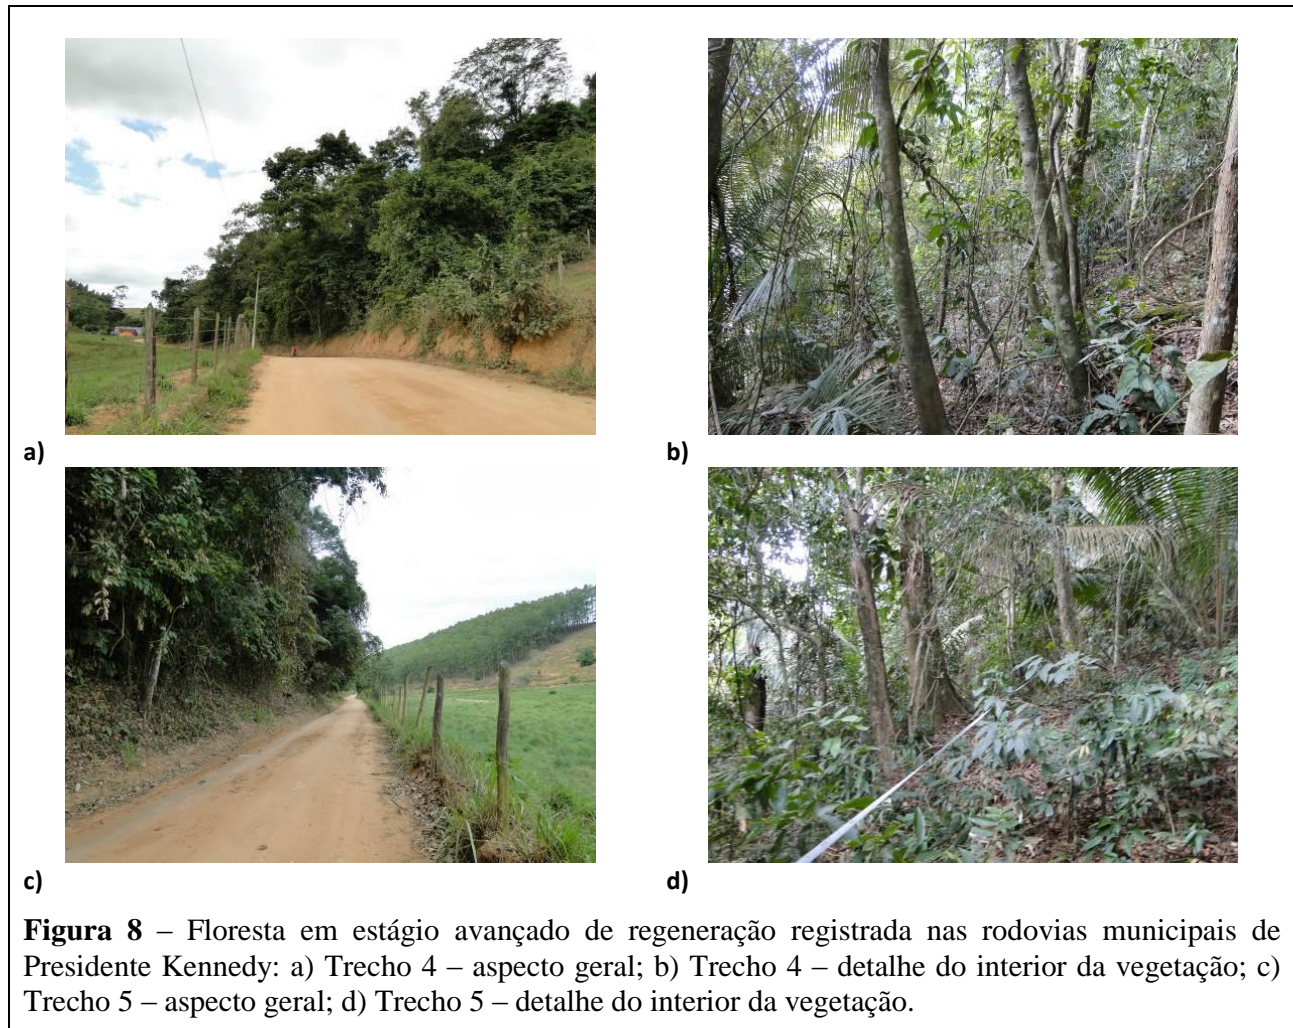 a)
b)
c)
d)
Figura 8 – Floresta em estágio avançado de regeneração registrada nas rodovias municipais de
Presidente Kennedy: a) Trecho 4 – aspecto geral; b) Trecho 4 – detalhe do interior da vegetação; c)
Trecho 5 – aspecto geral; d) Trecho 5 – detalhe do interior da vegetação.